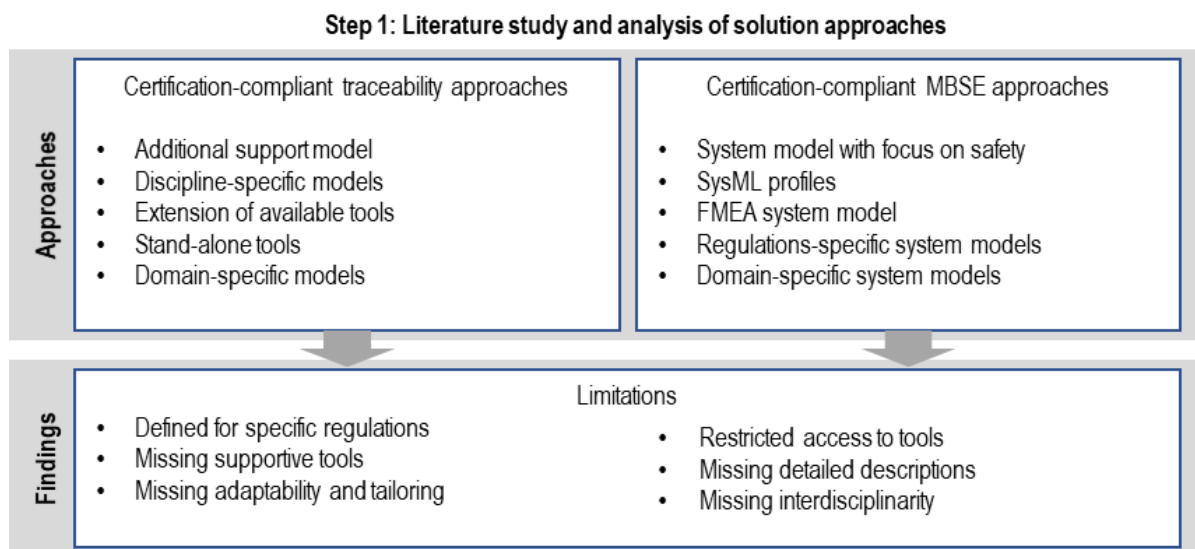 Step 1: Literature study and analysis of solution approaches
Approaches
Certification-compliant traceability approaches
• Additional support model
• Discipline-specific models
• Extension of available tools
• Stand-alone tools
• Domain-specific models
Certification-compliant MBSE approaches
• System model with focus on safety
• SysML profiles
• FMEA system model
• Regulations-specific system models
• Domain-specific system models
Findings
Limitations
• Defined for specific regulations
• Missing supportive tools
• Missing adaptability and tailoring
• Restricted access to tools
• Missing detailed descriptions
• Missing interdisciplinarity